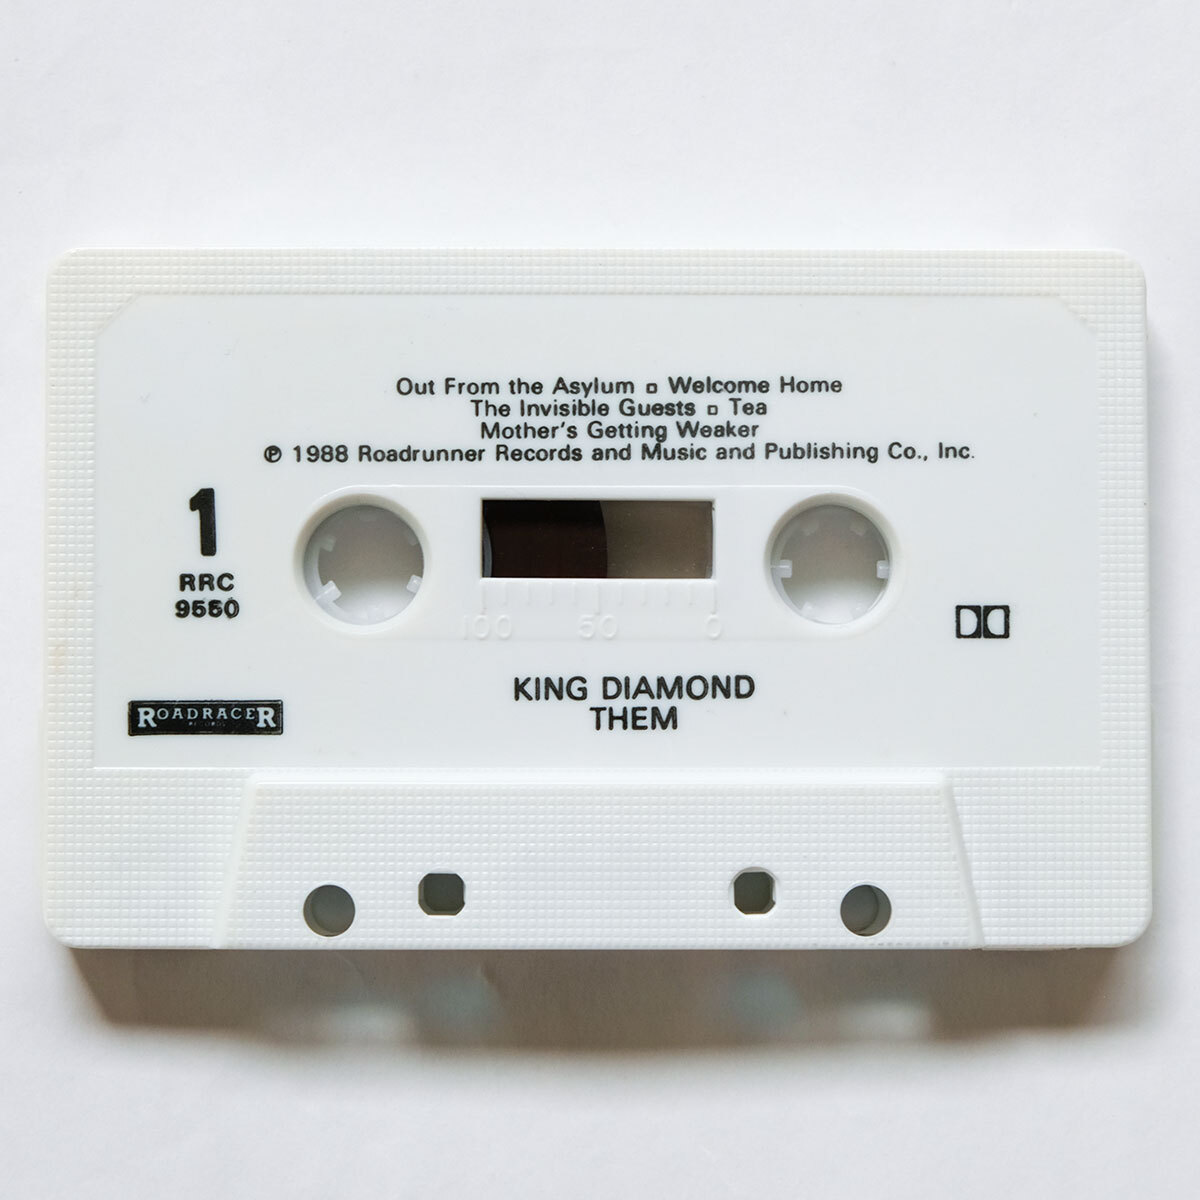 Out From the Asylum ▫ Welcome Home
The Invisible Guests ▫ Tea
Mother's Getting Weaker
℗ 1988 Roadrunner Records and Music and Publishing Co., Inc.
1
RRC
9550
100 50 0
KING DIAMOND
THEM
ROADRACER
RECORDS